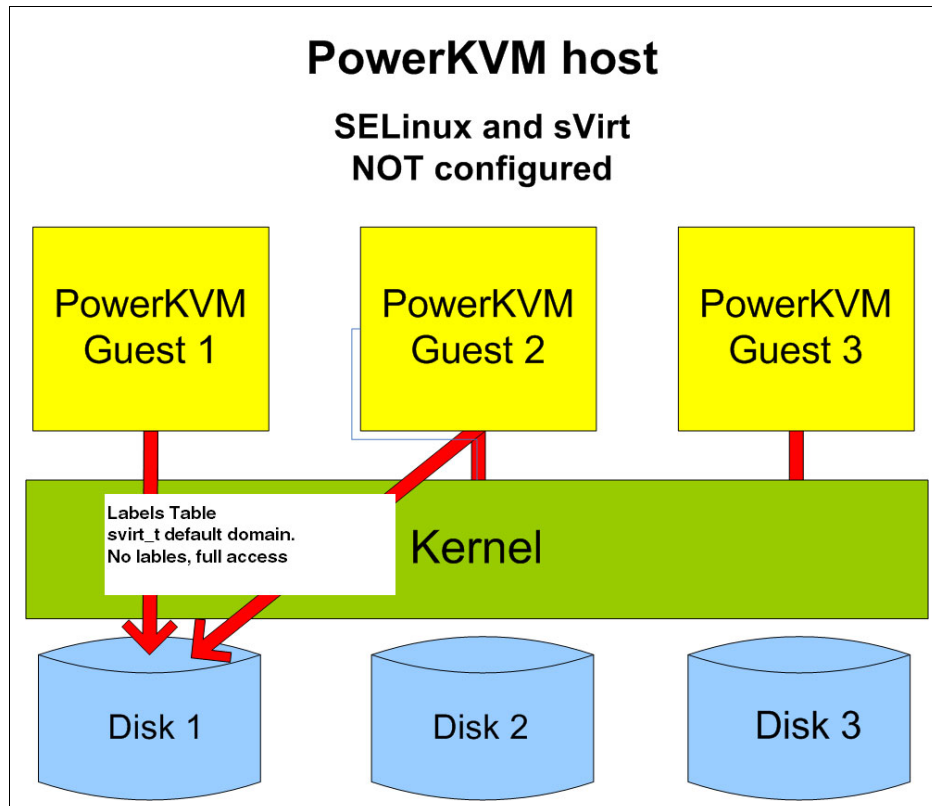 PowerKVM host
SELinux and sVirt
NOT configured
PowerKVM
Guest 1
PowerKVM
Guest 2
PowerKVM
Guest 3
Labels Table
svirt_t default domain.
No lables, full access
Kernel
Disk 1
Disk 2
Disk 3